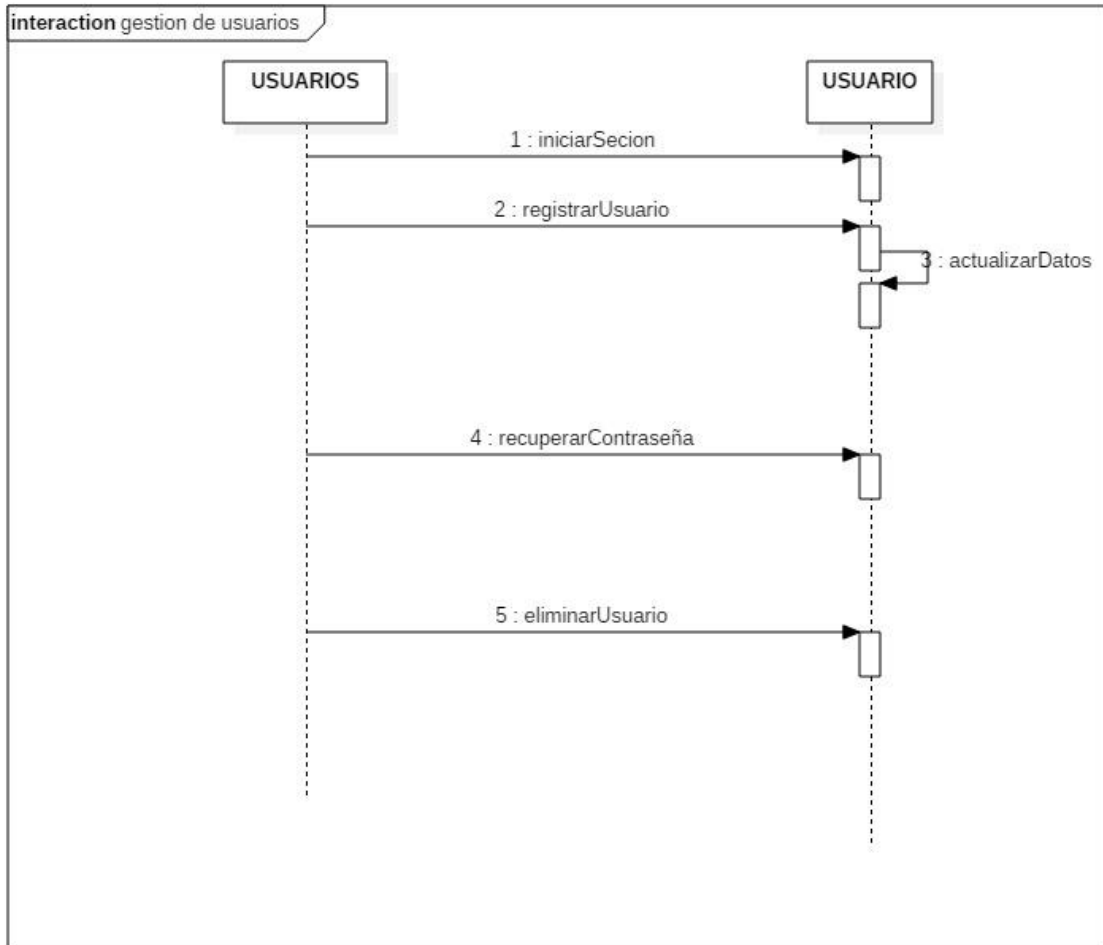 interaction gestion de usuarios
USUARIOS
USUARIO
1 : iniciarSecion
2 : registrarUsuario
3 : actualizarDatos
4 : recuperarContraseña
5 : eliminarUsuario